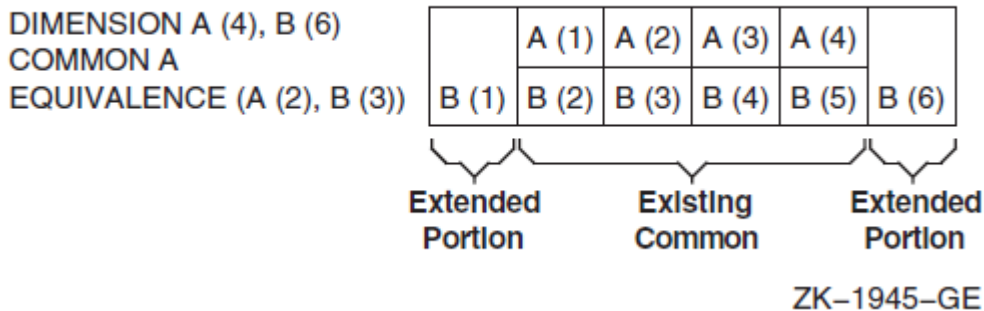 DIMENSION A (4), B (6)
COMMON A
EQUIVALENCE (A (2), B (3))
A (1) A (2) A (3) A (4)
B (1) B (2) B (3) B (4) B (5) B (6)
Extended Portion
Existing Common
Extended Portion
ZK–1945–GE